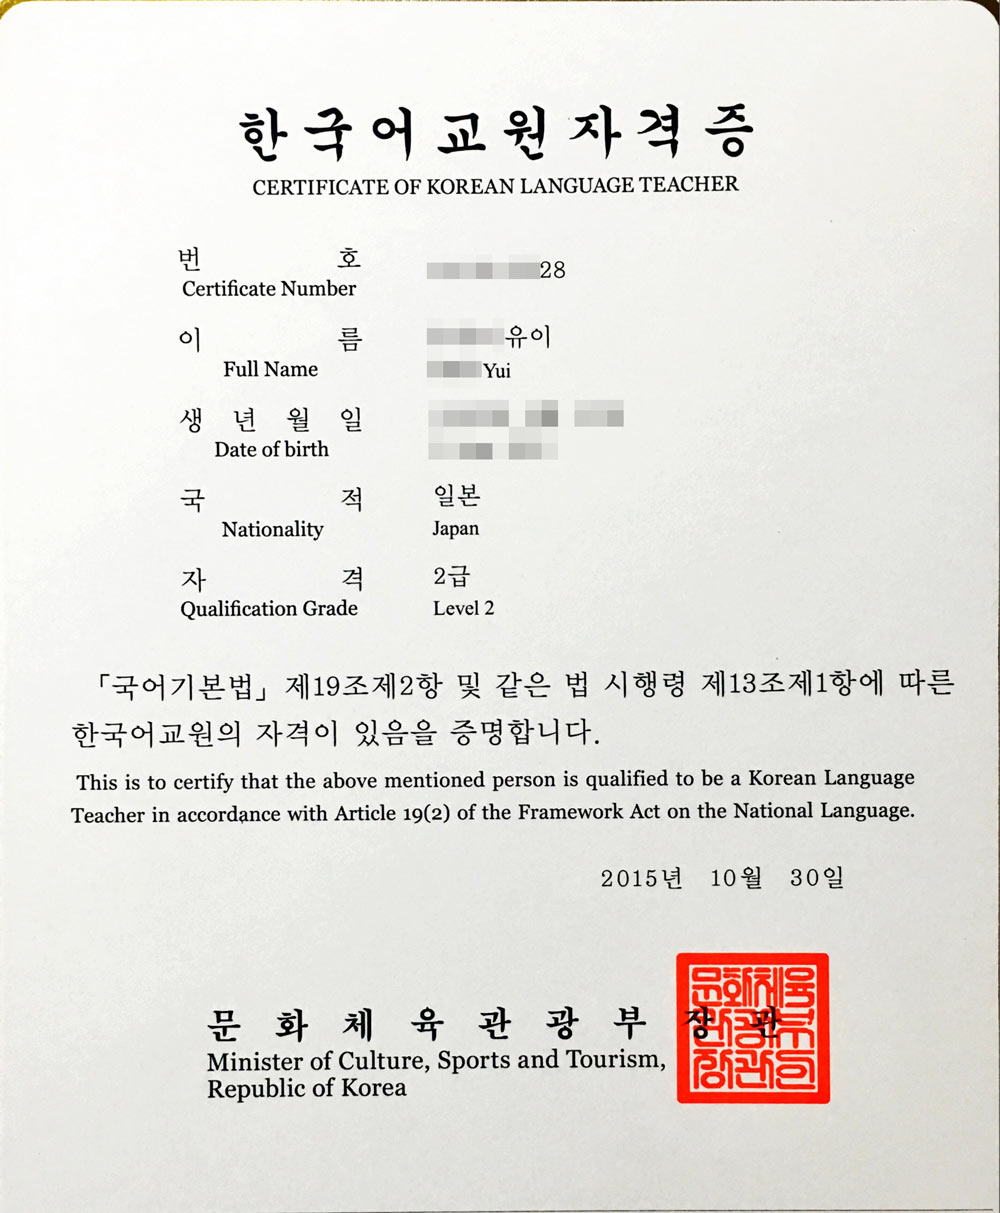 한국어교원자격증
CERTIFICATE OF KOREAN LANGUAGE TEACHER
번 호
28
Certificate Number
이 름
유이
Full Name
Yui
생 년 월 일
Date of birth
국 적
일본
Nationality
Japan
자 격
2급
Qualification Grade
Level 2
「국어기본법」 제19조제2항 및 같은 법 시행령 제13조제1항에 따른
한국어교원의 자격이 있음을 증명합니다.
This is to certify that the above mentioned person is qualified to be a Korean Language
Teacher in accordance with Article 19(2) of the Framework Act on the National Language.
2015년 10월 30일
문 화 체 육 관 광 부 장 관
Minister of Culture, Sports and Tourism,
Republic of Korea
문화체육
관광부
장관의